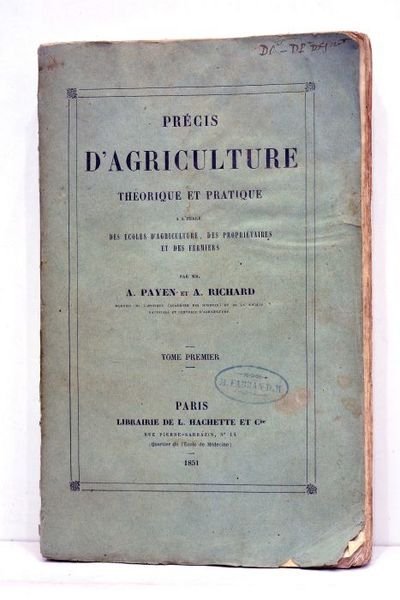 PRÉCIS
D'AGRICULTURE
THÉORIQUE ET PRATIQUE
A L'USAGE
DES ÉCOLES D'AGRICULTURE, DES PROPRIÉTAIRES
ET DES FERMIERS
PAR MM.
A. PAYEN ET A. RICHARD
TOME PREMIER
PARIS
LIBRAIRIE DE L. HACHETTE ET Cie
RUE PIERRE-SARRAZIN, N° 14
(Quartier de l'École de Médecine)
1851